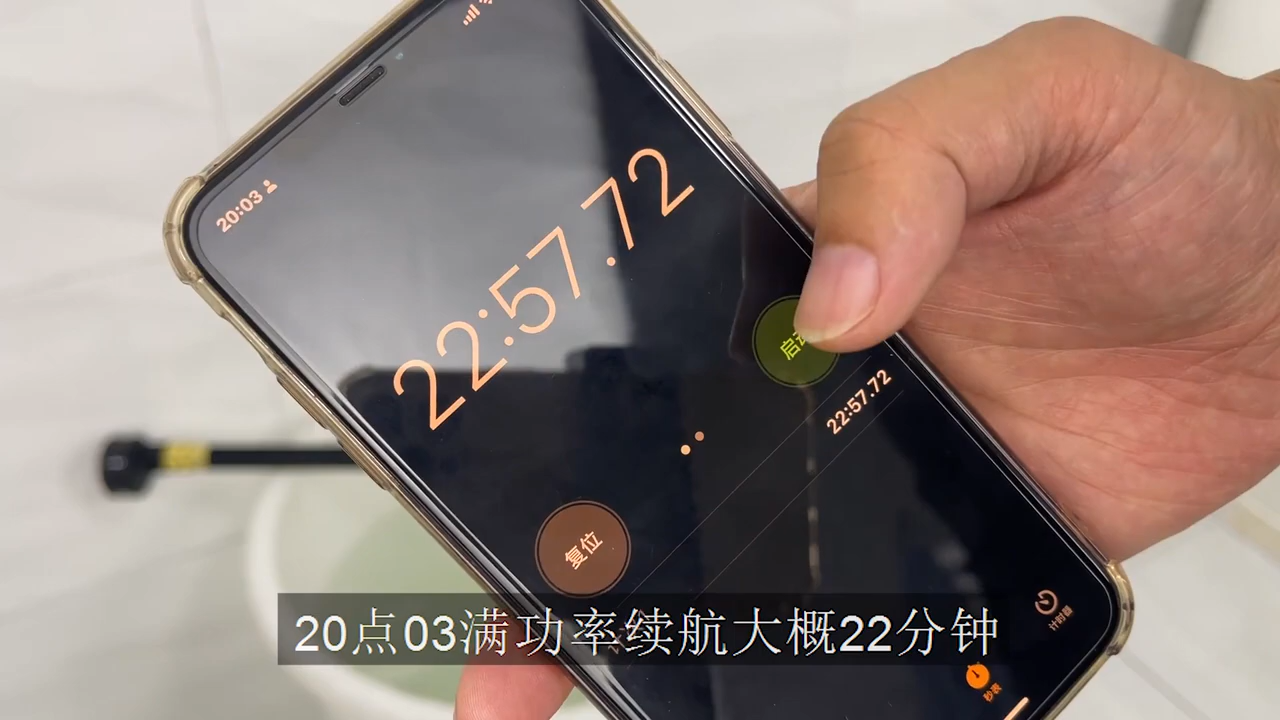 20:03
22:57.72
启动
22:57.72
复位
计时器
秒表
20点03满功率续航大概22分钟